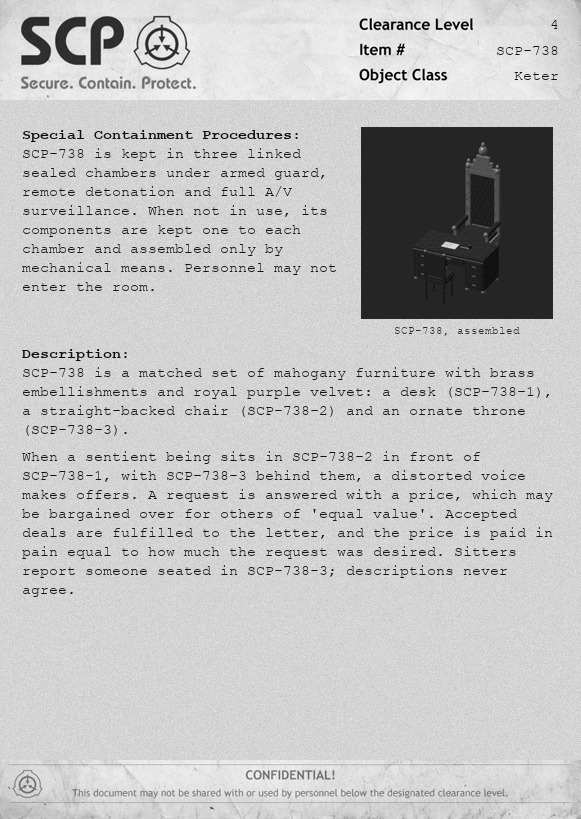 SCP
Secure. Contain. Protect.
Clearance Level 4
Item # SCP-738
Object Class Keter
Special Containment Procedures:
SCP-738 is kept in three linked
sealed chambers under armed guard,
remote detonation and full A/V
surveillance. When not in use, its
components are kept one to each
chamber and assembled only by
mechanical means. Personnel may not
enter the room.
SCP-738, assembled
Description:
SCP-738 is a matched set of mahogany furniture with brass
embellishments and royal purple velvet: a desk (SCP-738-1),
a straight-backed chair (SCP-738-2) and an ornate throne
(SCP-738-3).
When a sentient being sits in SCP-738-2 in front of
SCP-738-1, with SCP-738-3 behind them, a distorted voice
makes offers. A request is answered with a price, which may
be bargained over for others of 'equal value'. Accepted
deals are fulfilled to the letter, and the price is paid in
pain equal to how much the request was desired. Sitters
report someone seated in SCP-738-3; descriptions never
agree.
CONFIDENTIAL!
This document may not be shared with or used by personnel below the designated clearance level.